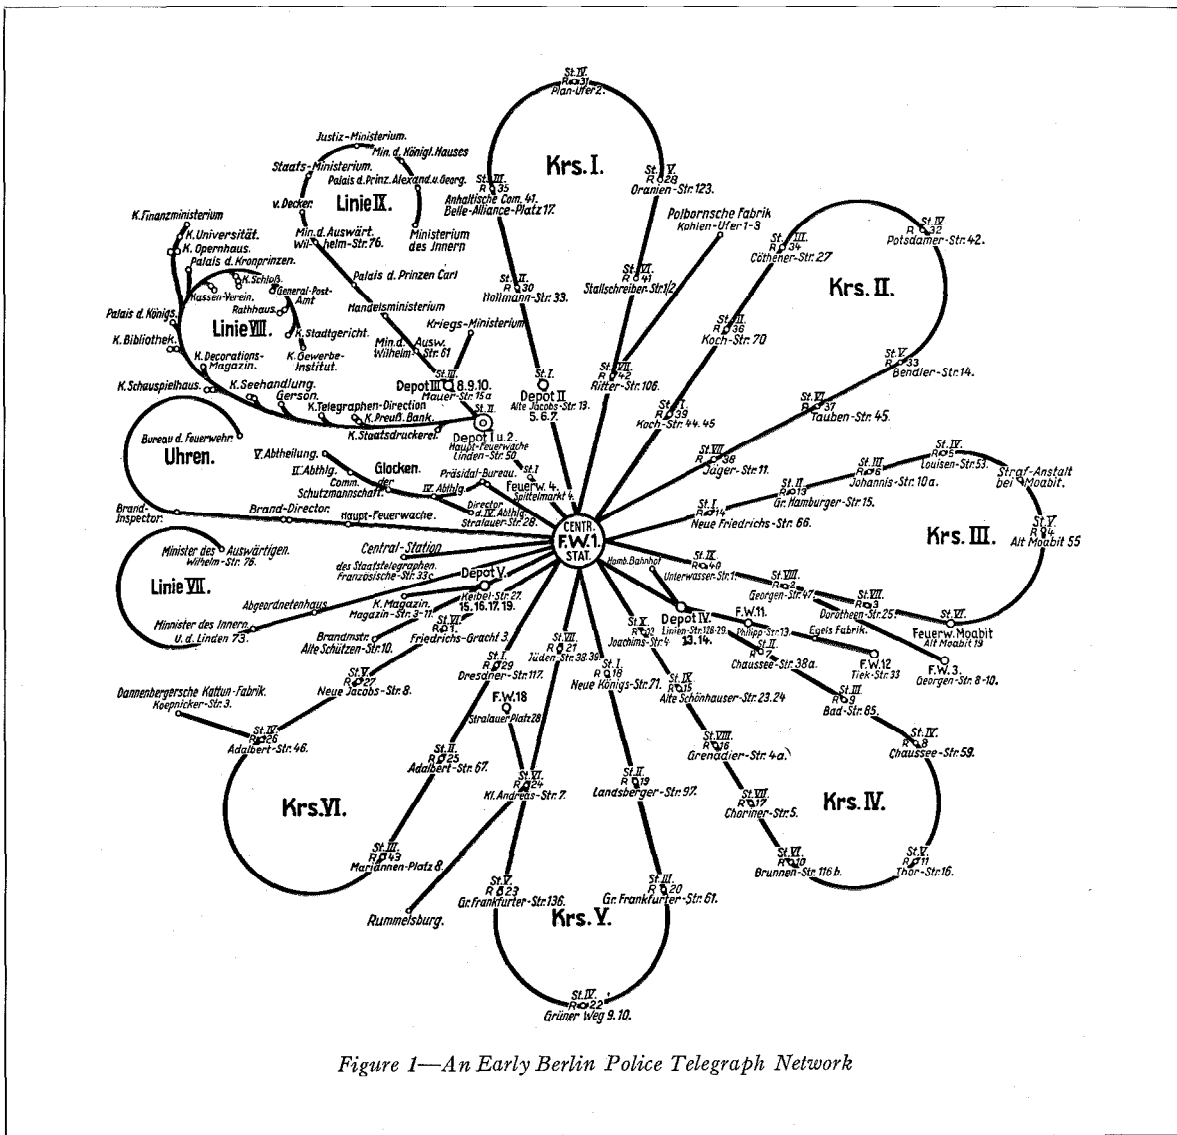 St. IV.
R 31
Plan-Ufer 2.
Krs. I.
St. III.
R 35
Anhaltische Com. 41.
Belle-Alliance-Platz 17.
St. V.
R 28
Oranien-Str. 123.
St. II.
R 30
Hollmann-Str. 33.
St. VI.
R 41
Stallschreiber-Str. 1/2
St. I.
Depot II
Alte Jacobs-Str. 13.
5. 6. 7.
St. VII
R 42
Ritter-Str. 106.
Polbornsche Fabrik
Kohlen-Ufer 1-3
Justiz-Ministerium.
Min. d. Königl. Hauses
Staats-Ministerium.
Palais d. Prinz. Alexand. u. Georg.
v. Decker.
Linie IX.
Min. d. Auswärt.
Wilhelm-Str. 76.
Ministerium
des Innern
Palais d. Prinzen Carl
Handelsministerium
Kriegs-Ministerium
Min. d. Ausw.
Wilhelm-Str. 61
St. III.
Depot III 8. 9. 10.
Mauer-Str. 15a
K. Finanzministerium
K. Universität.
K. Opernhaus.
Palais d. Kronprinzen.
K. Schloß.
Kassen-Verein.
General-Post-
Amt
Rathhaus.
Palais d. Königs.
Linie VIII.
K. Stadtgericht.
K. Bibliothek.
K. Gewerbe-
Institut.
K. Decorations-
Magazin.
K. Schauspielhaus.
K. Seehandlung.
Gerson.
K. Telegraphen-Direction
K. Preuß. Bank.
K. Staatsdruckerei.
St. II.
Depot I u. 2.
Haupt-Feuerwache
Linden-Str. 50
St. I
Feuerw. 4.
Spittelmarkt 4.
Bureau d. Feuerwehr.
Uhren.
V. Abtheilung.
II. Abthlg.
Glocken.
Comm. der
Schutzmannschaft.
IV. Abthlg.
Präsidal-Bureau.
Director
d. IV. Abthlg.
Stralauer-Str. 28.
Brand-
Inspector.
Brand-Director.
Haupt-Feuerwache.
CENTR.
F.W.1.
STAT.
Krs. II.
St. III.
R 34
Cöthener-Str. 27
St. IV
R 32
Potsdamer-Str. 42.
St. II.
R 36
Koch-Str. 70
St. V.
R 33
Bendler-Str. 14.
St. I.
R 39
Koch-Str. 44. 45
St. VI
R 37
Tauben-Str. 45.
St. VII
R 38
Jäger-Str. 11.
St. I.
R 14
Neue Friedrichs-Str. 66.
St. II
R 13
Gr. Hamburger-Str. 15.
St. III.
R 6
Johannis-Str. 10a.
St. IV.
R 5
Louisen-Str. 53.
Straf-Anstalt
bei Moabit.
Krs. III.
St. V.
R 4
Alt Moabit 55
St. IX
R 40
Unterwasser-Str. 1.
St. VIII.
R 2
Georgen-Str. 47
St. VII.
R 3
Dorotheen-Str. 25.
St. VI
Feuerw. Moabit
Alt Moabit 19
F.W. 3.
Georgen-Str. 8-10.
Hamb. Bahnhof
Depot IV.
Linien-Str. 128-29.
13. 14.
F.W. 11.
Philipp-Str. 13.
Egels Fabrik.
F.W. 12
Tiek-Str. 33
St. II
R 7
Chaussee-Str. 38a.
St. III.
R 9
Bad-Str. 65.
St. IV.
R 8
Chaussee-Str. 59.
St. X.
R 12
Joachims-Str. 4
St. IX
R 15
Alte Schönhauser-Str. 23. 24
St. VIII.
R 16
Grenadier-Str. 4a.
St. VII.
R 17
Choriner-Str. 5.
Krs. IV.
St. VI
R 10
Brunnen-Str. 116 b.
St. V.
R 11
Thor-Str. 16.
Minister des Auswärtigen.
Wilhelm-Str. 76.
Linie VII.
Central-Station
des Staatstelegraphen.
Französische-Str. 33c.
Abgeordnetenhaus
Minnister des Innern.
U. d. Linden 73.
K. Magazin.
Magazin-Str. 3-11.
Depot V.
Keibel-Str. 27.
15. 16. 17. 19.
Brandmstr.
Alte Schützen-Str. 10.
St. VI
R 1.
Friedrichs-Gracht 3.
St. V.
R 27
Neue Jacobs-Str. 8.
Dannenbergersche Kattun-Fabrik.
Koepnicker-Str. 3.
St. IV
R 26
Adalbert-Str. 46.
St. I.
R 29
Dresdner-Str. 117.
St. II.
R 25
Adalbert-Str. 67.
Krs. VI.
St. III.
R 43
Mariannen-Platz 8.
St. VII
R 21
Jüden-Str. 38. 39.
F.W. 18
Stralauer Platz 28.
St. VI.
R 24
Kl. Andreas-Str. 7.
Rummelsburg.
St. I.
R 18
Neue Königs-Str. 71.
St. II.
R 19
Landsberger-Str. 97.
St. V.
R 23
Gr. Frankfurter-Str. 136.
St. III.
R 20
Gr. Frankfurter-Str. 61.
Krs. V.
St. IV.
R 22
Grüner Weg 9. 10.
Figure 1—An Early Berlin Police Telegraph Network